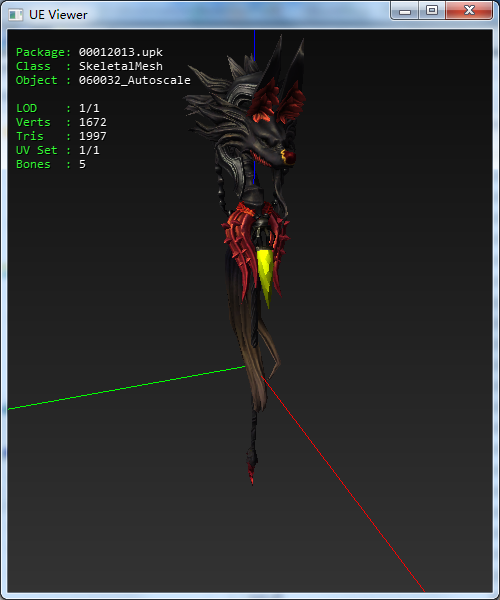 UE Viewer
Package: 00012013.upk
Class : SkeletalMesh
Object : 060032_Autoscale
LOD : 1/1
Verts : 1672
Tris : 1997
UV Set : 1/1
Bones : 5